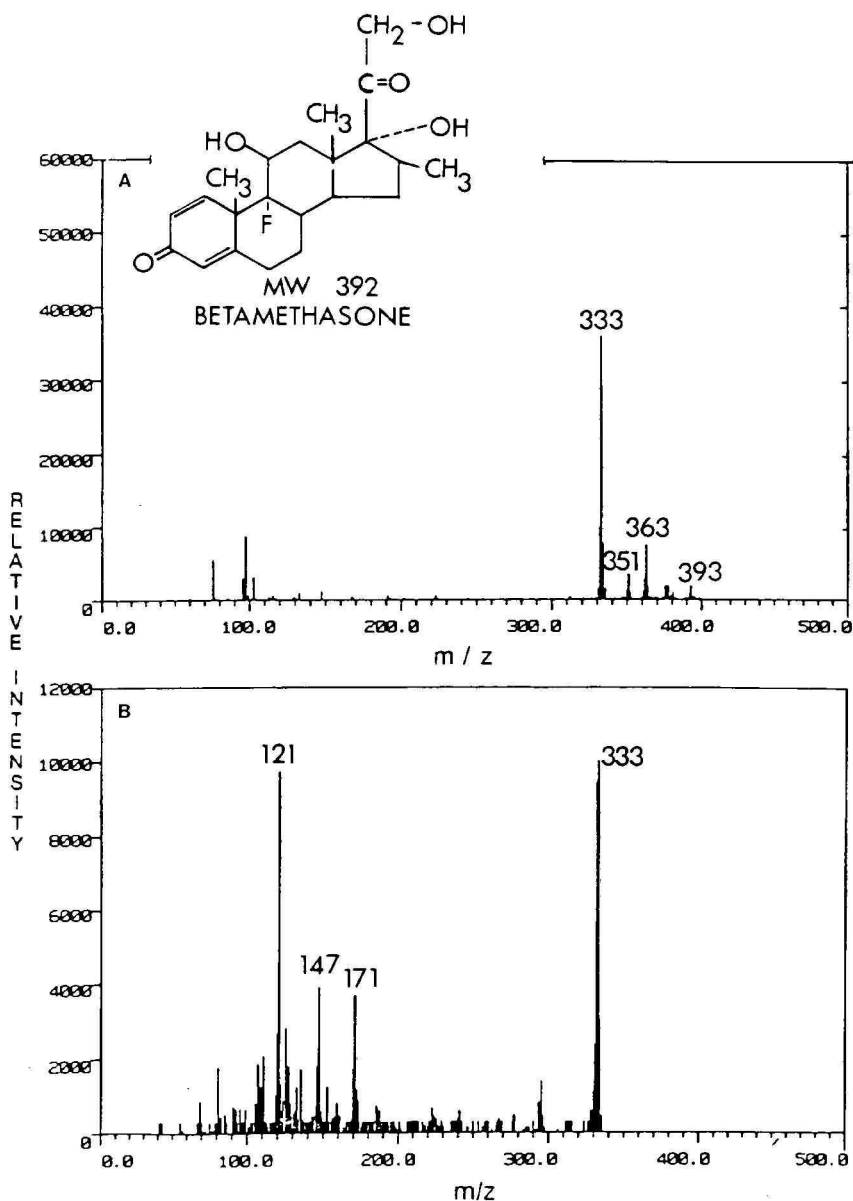 CH2-OH
C=O
CH3
OH
HO
CH3
CH3
F
O
MW 392
BETAMETHASONE
A
60000
50000
40000
30000
20000
10000
0
333
351
363
393
0.0 100.0 200.0 300.0 400.0 500.0
m / z
RELATIVE INTENSITY
B
12000
10000
8000
6000
4000
2000
0
121
147
171
333
0.0 100.0 200.0 300.0 400.0 500.0
m/z